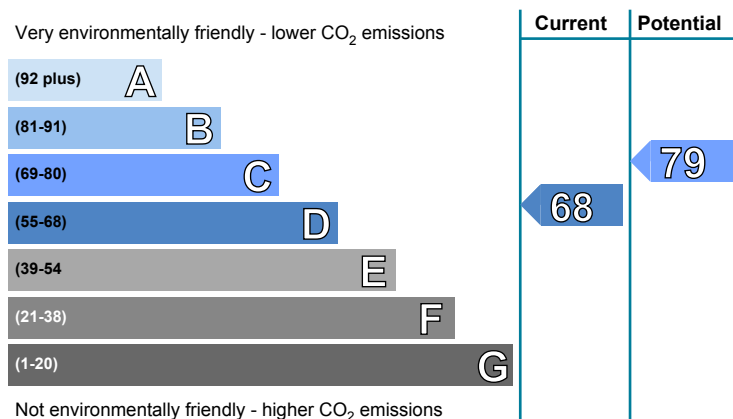 Very environmentally friendly - lower CO₂ emissions
Current
Potential
(92 plus) A
(81-91) B
(69-80) C
(55-68) D
(39-54 E
(21-38) F
(1-20) G
68
79
Not environmentally friendly - higher CO₂ emissions